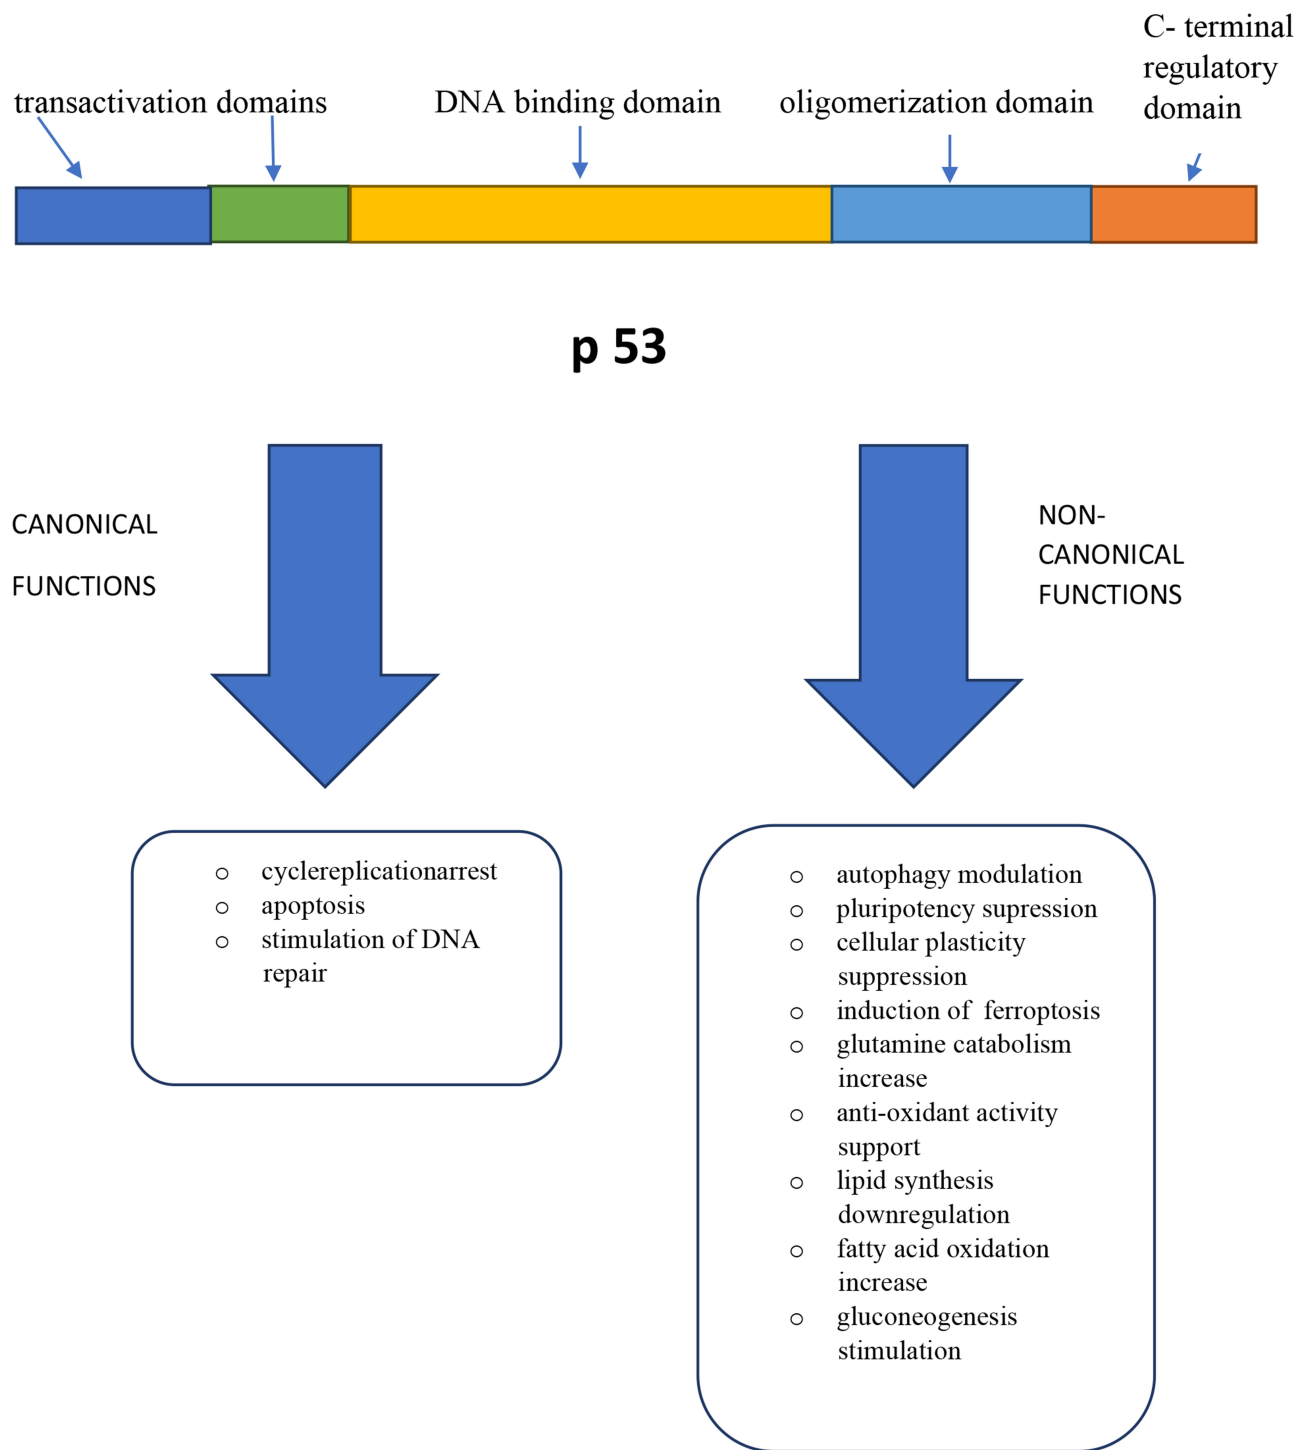 C- terminal
regulatory
domain
transactivation domains
DNA binding domain
oligomerization domain
p 53
CANONICAL
FUNCTIONS
NON-
CANONICAL
FUNCTIONS
o cyclereplicationarrest
o apoptosis
o stimulation of DNA
repair
o autophagy modulation
o pluripotency supression
o cellular plasticity
suppression
o induction of ferroptosis
o glutamine catabolism
increase
o anti-oxidant activity
support
o lipid synthesis
downregulation
o fatty acid oxidation
increase
o gluconeogenesis
stimulation